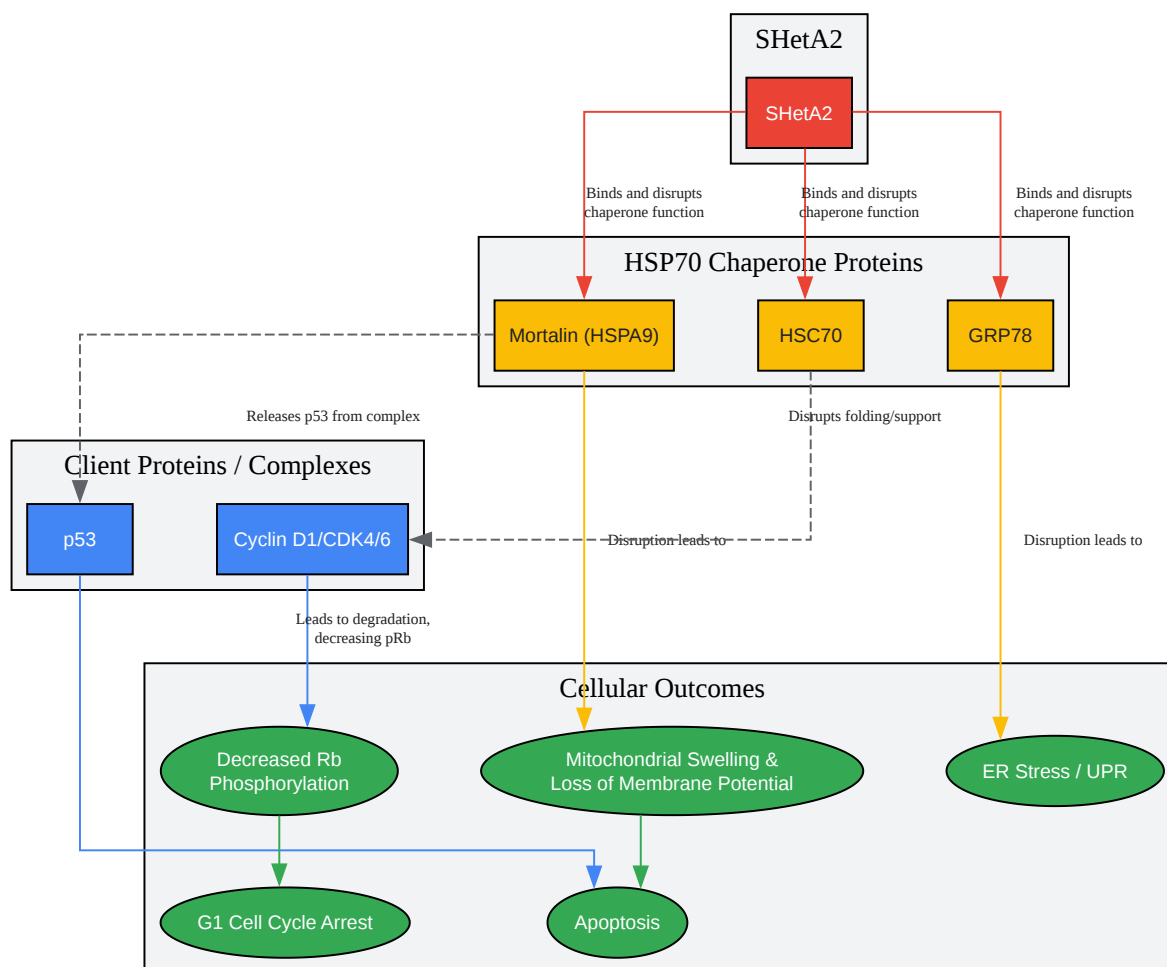 SHetA2
SHetA2
Binds and disrupts
chaperone function
Binds and disrupts
chaperone function
Binds and disrupts
chaperone function
HSP70 Chaperone Proteins
Mortalin (HSPA9)
HSC70
GRP78
Releases p53 from complex
Disrupts folding/support
Client Proteins / Complexes
p53
Cyclin D1/CDK4/6
Disruption leads to
Disruption leads to
Leads to degradation,
decreasing pRb
Cellular Outcomes
Decreased Rb
Phosphorylation
Mitochondrial Swelling &
Loss of Membrane Potential
ER Stress / UPR
G1 Cell Cycle Arrest
Apoptosis